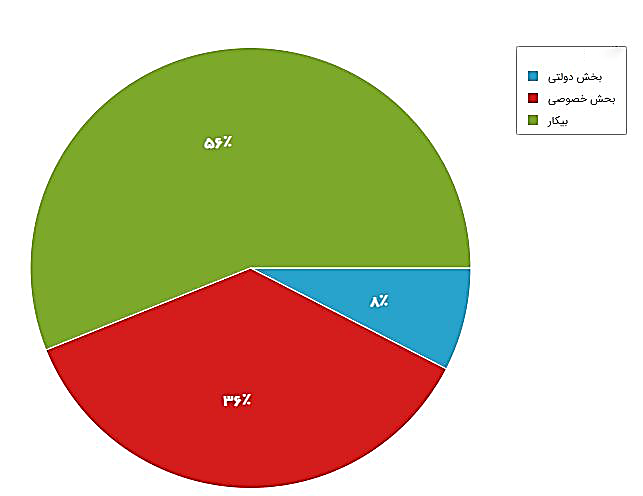 بخش دولتی
بخش خصوصی
بیکار
۵۶٪
۸٪
۳۶٪